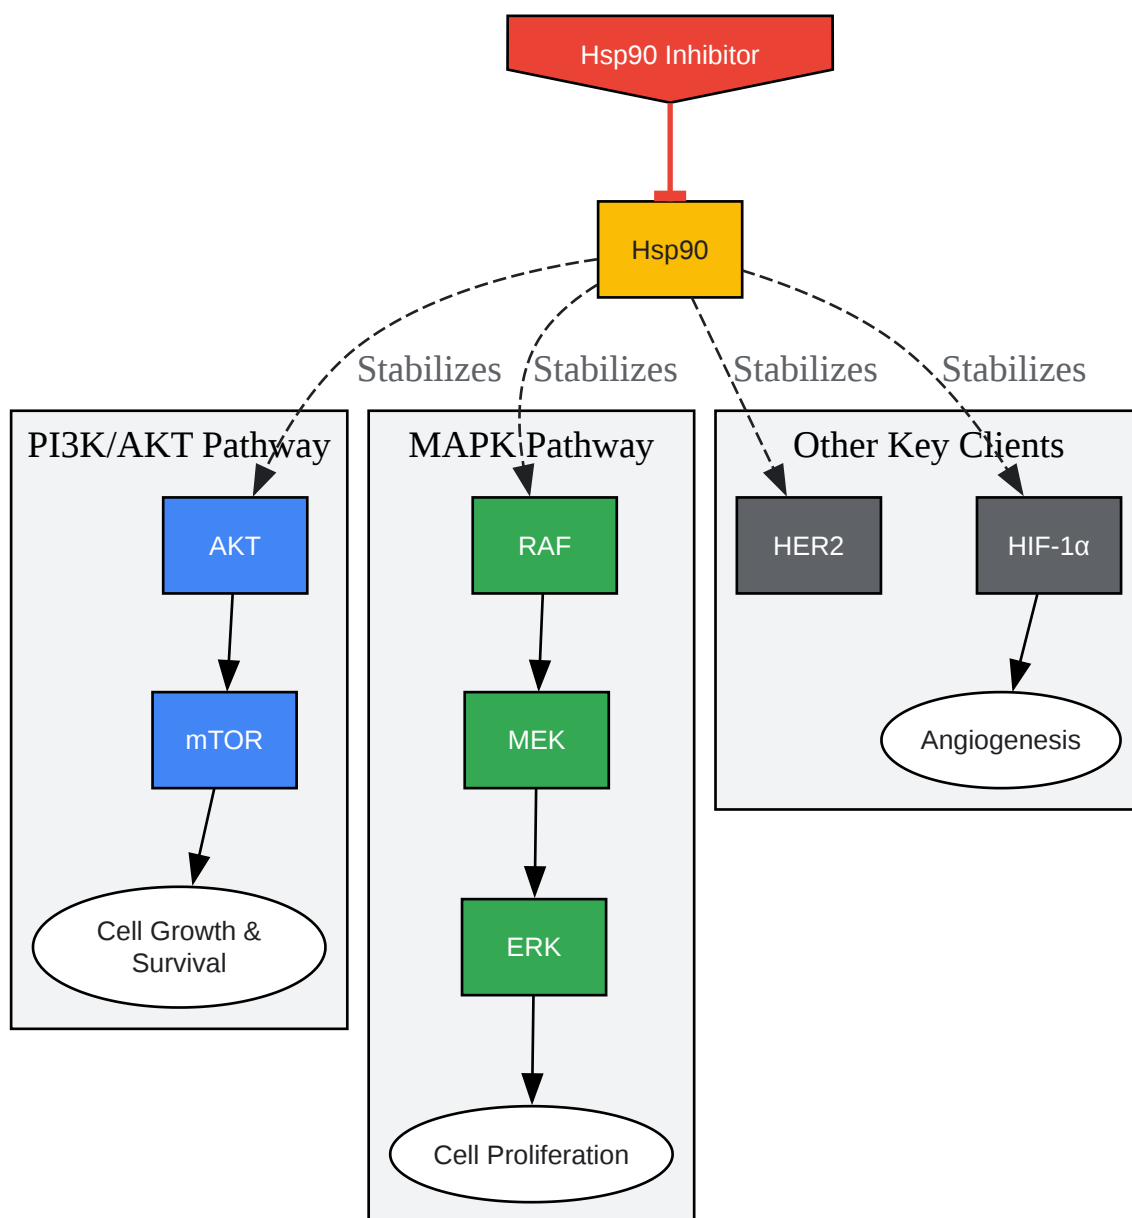 Hsp90 Inhibitor
Hsp90
Stabilizes
Stabilizes
Stabilizes
Stabilizes
PI3K/AKT Pathway
MAPK Pathway
Other Key Clients
AKT
RAF
HER2
HIF-1α
mTOR
MEK
Angiogenesis
Cell Growth &
Survival
ERK
Cell Proliferation